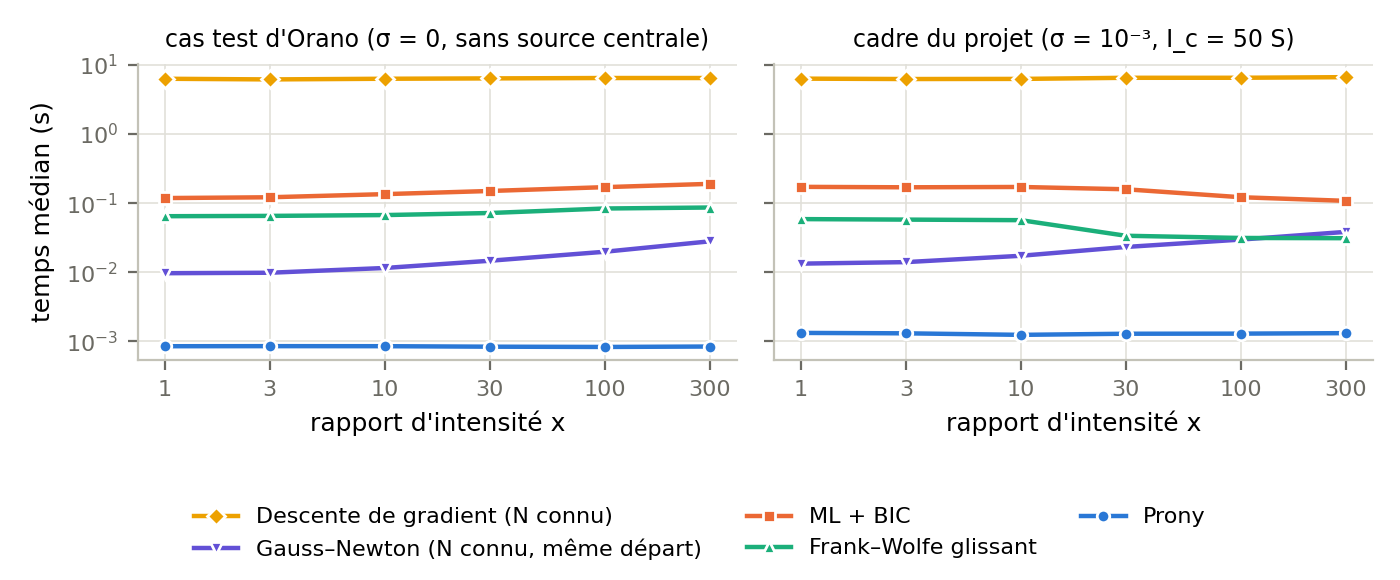 cas test d'Orano (σ = 0, sans source centrale)
cadre du projet (σ = 10⁻³, I_c = 50 S)
temps médian (s)
10¹
10⁰
10⁻¹
10⁻²
10⁻³
1 3 10 30 100 300
1 3 10 30 100 300
rapport d'intensité x
rapport d'intensité x
Descente de gradient (N connu)
Gauss–Newton (N connu, même départ)
ML + BIC
Frank–Wolfe glissant
Prony